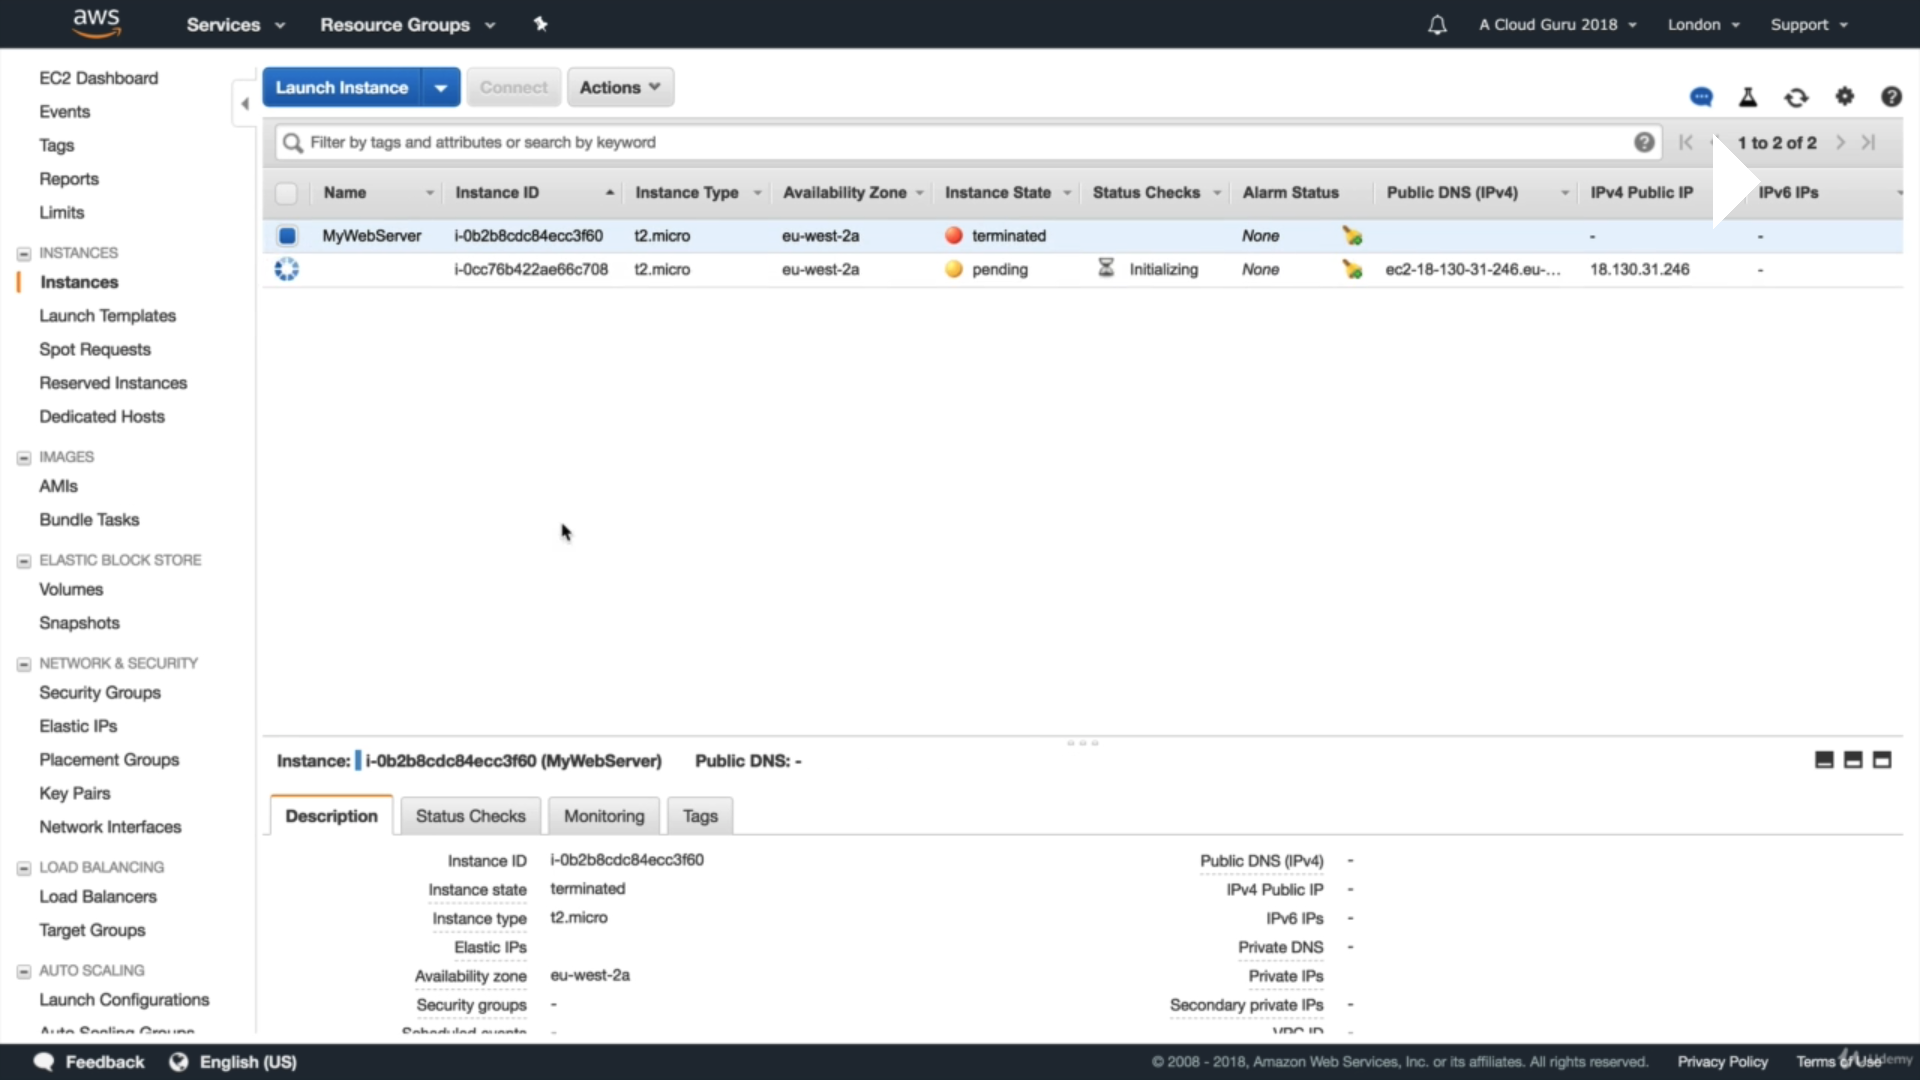 aws Services Resource Groups A Cloud Guru 2018 London Support
EC2 Dashboard
Events
Tags
Reports
Limits
INSTANCES
Instances
Launch Templates
Spot Requests
Reserved Instances
Dedicated Hosts
IMAGES
AMIs
Bundle Tasks
ELASTIC BLOCK STORE
Volumes
Snapshots
NETWORK & SECURITY
Security Groups
Elastic IPs
Placement Groups
Key Pairs
Network Interfaces
LOAD BALANCING
Load Balancers
Target Groups
AUTO SCALING
Launch Configurations
Auto Scaling Groups
Launch Instance Connect Actions
Filter by tags and attributes or search by keyword 1 to 2 of 2
Name Instance ID Instance Type Availability Zone Instance State Status Checks Alarm Status Public DNS (IPv4) IPv4 Public IP IPv6 IPs
MyWebServer i-0b2b8cdc84ecc3f60 t2.micro eu-west-2a terminated None - -
i-0cc76b422ae66c708 t2.micro eu-west-2a pending Initializing None ec2-18-130-31-246.eu-... 18.130.31.246 -
Instance: i-0b2b8cdc84ecc3f60 (MyWebServer) Public DNS: -
Description Status Checks Monitoring Tags
Instance ID i-0b2b8cdc84ecc3f60 Public DNS (IPv4) -
Instance state terminated IPv4 Public IP -
Instance type t2.micro IPv6 IPs -
Elastic IPs Private DNS -
Availability zone eu-west-2a Private IPs
Security groups - Secondary private IPs -
Scheduled events - VPC ID -
Feedback English (US) © 2008 - 2018, Amazon Web Services, Inc. or its affiliates. All rights reserved. Privacy Policy Terms of Use
Udemy